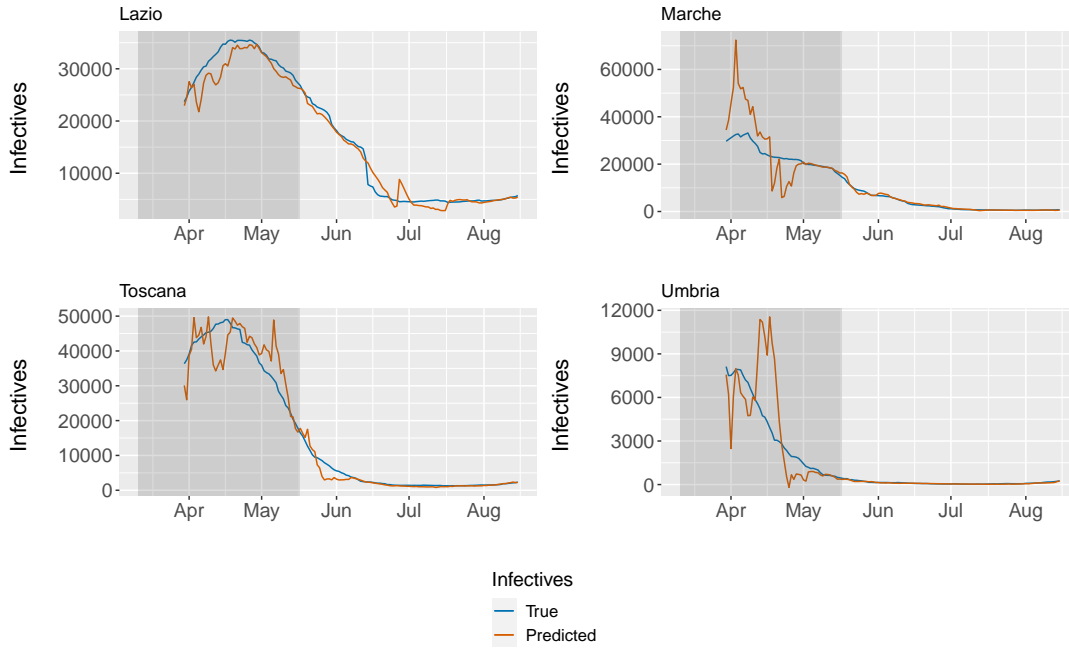 Lazio
Infectives
30000
20000
10000
Apr May Jun Jul Aug
Marche
Infectives
60000
40000
20000
0
Apr May Jun Jul Aug
Toscana
Infectives
50000
40000
30000
20000
10000
0
Apr May Jun Jul Aug
Umbria
Infectives
12000
9000
6000
3000
0
Apr May Jun Jul Aug
Infectives
True
Predicted